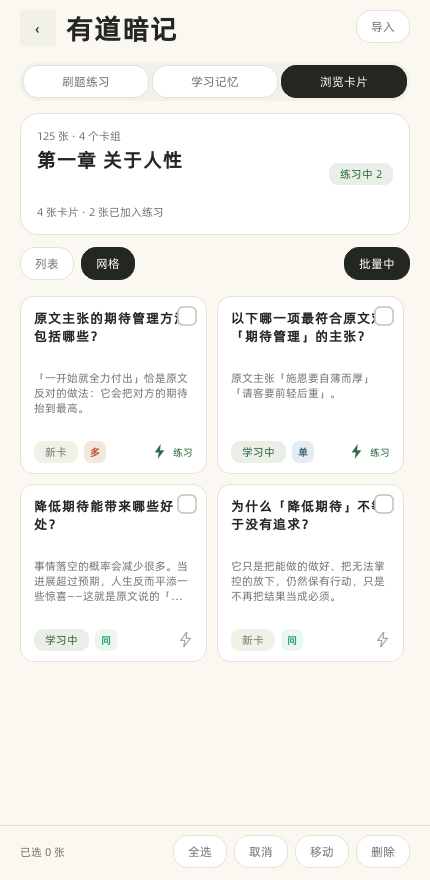 ‹
有道暗记
导入
刷题练习
学习记忆
浏览卡片
125 张 · 4 个卡组
第一章 关于人性
练习中 2
4 张卡片 · 2 张已加入练习
列表
网格
批量中
原文主张的期待管理方
包括哪些?
「一开始就全力付出」恰是原文
反对的做法：它会把对方的期待
抬到最高。
新卡
多
练习
以下哪一项最符合原文
「期待管理」的主张?
原文主张「施恩要自薄而厚」
「请客要前轻后重」。
学习中
单
练习
降低期待能带来哪些好
处?
事情落空的概率会减少很多。当
进展超过预期，人生反而平添一
些惊喜——这就是原文说的「...
学习中
问
为什么「降低期待」不
于没有追求?
它只是把能做的做好、把无法掌
控的放下，仍然保有行动，只是
不再把结果当成必须。
新卡
问
已选 0 张
全选
取消
移动
删除